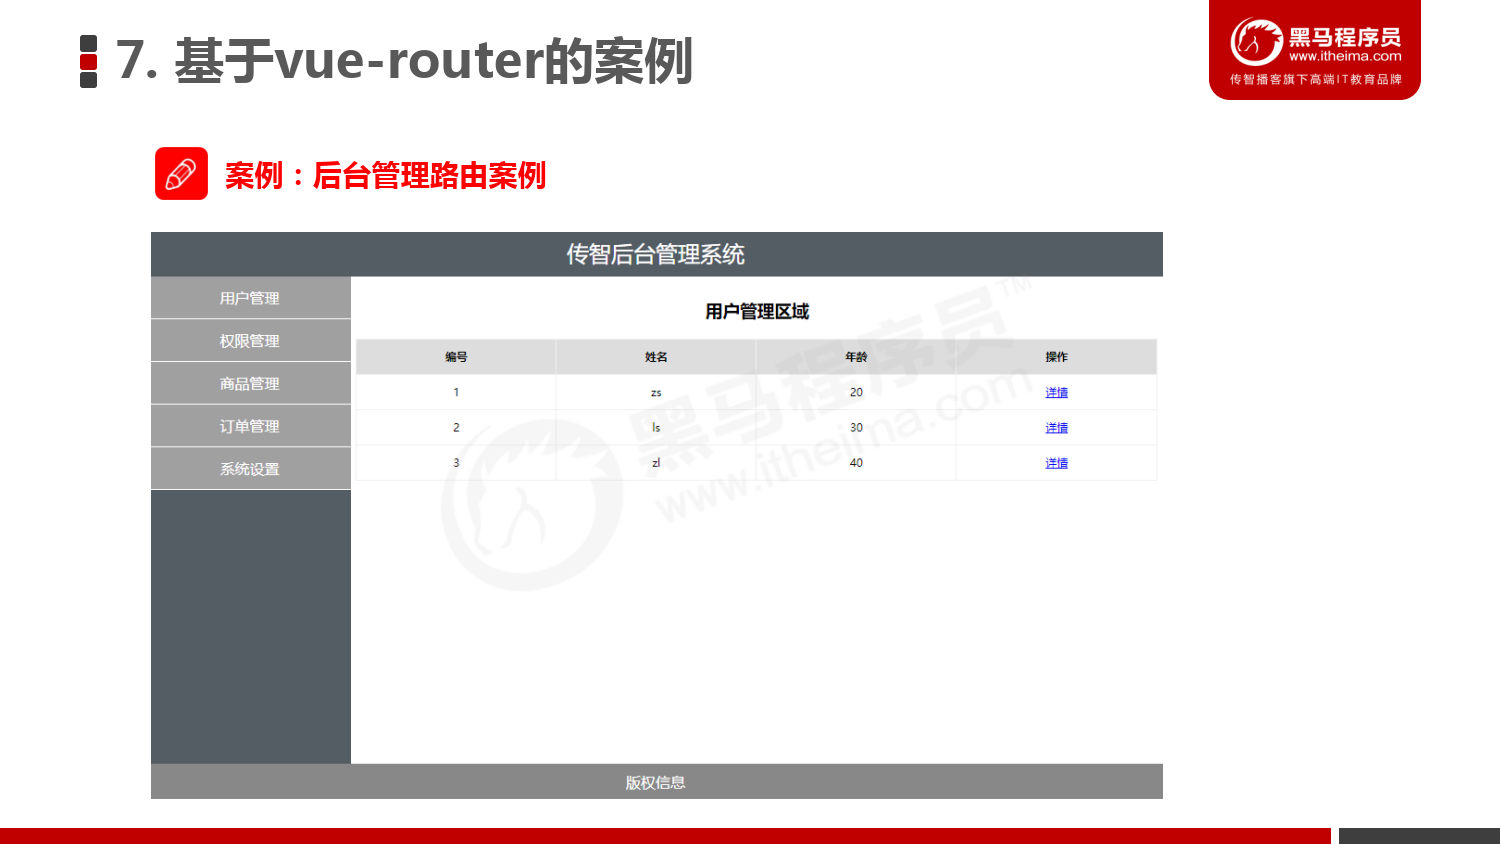 7. 基于vue-router的案例
黑马程序员
www.itheima.com
传智播客旗下高端IT教育品牌
案例：后台管理路由案例
传智后台管理系统
用户管理
权限管理
商品管理
订单管理
系统设置
用户管理区域
编号 姓名 年龄 操作
1 zs 20 详情
2 ls 30 详情
3 zl 40 详情
黑马程序员™
www.itheima.com
版权信息